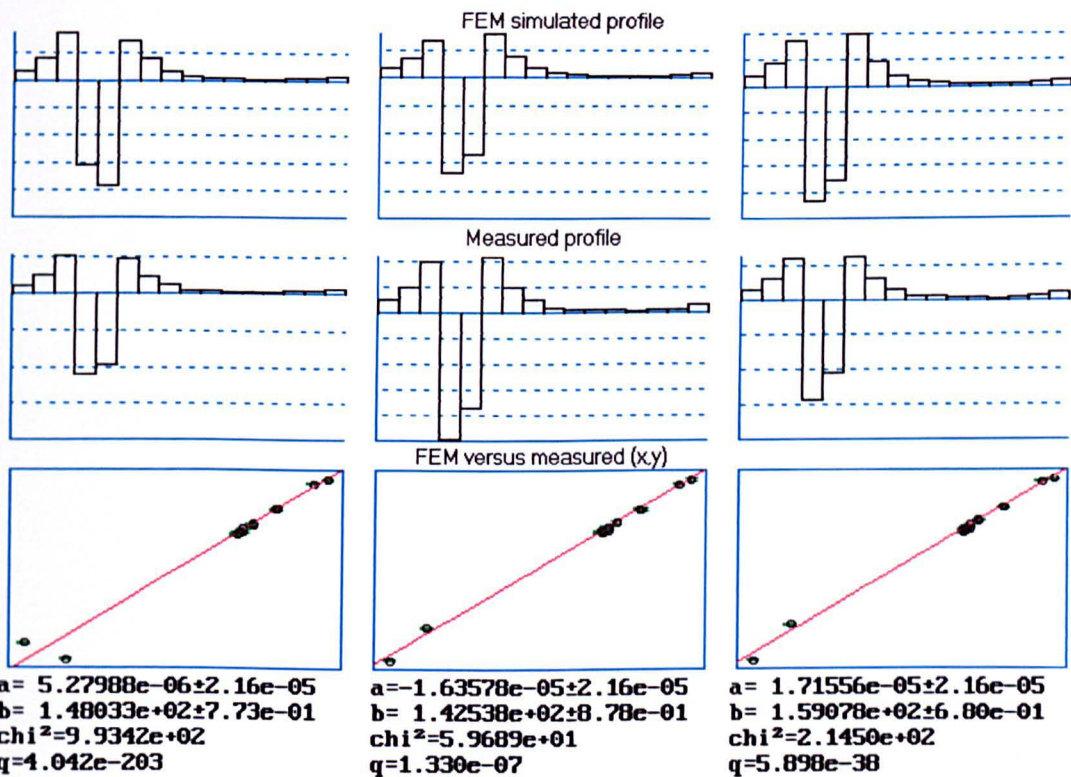 FEM simulated profile
Measured profile
FEM versus measured (x,y)
a= 5.27988e-06±2.16e-05
b= 1.48033e+02±7.73e-01
chi²=9.9342e+02
q=4.042e-203
a=-1.63578e-05±2.16e-05
b= 1.42538e+02±8.78e-01
chi²=5.9689e+01
q=1.330e-07
a= 1.71556e-05±2.16e-05
b= 1.59078e+02±6.80e-01
chi²=2.1450e+02
q=5.898e-38